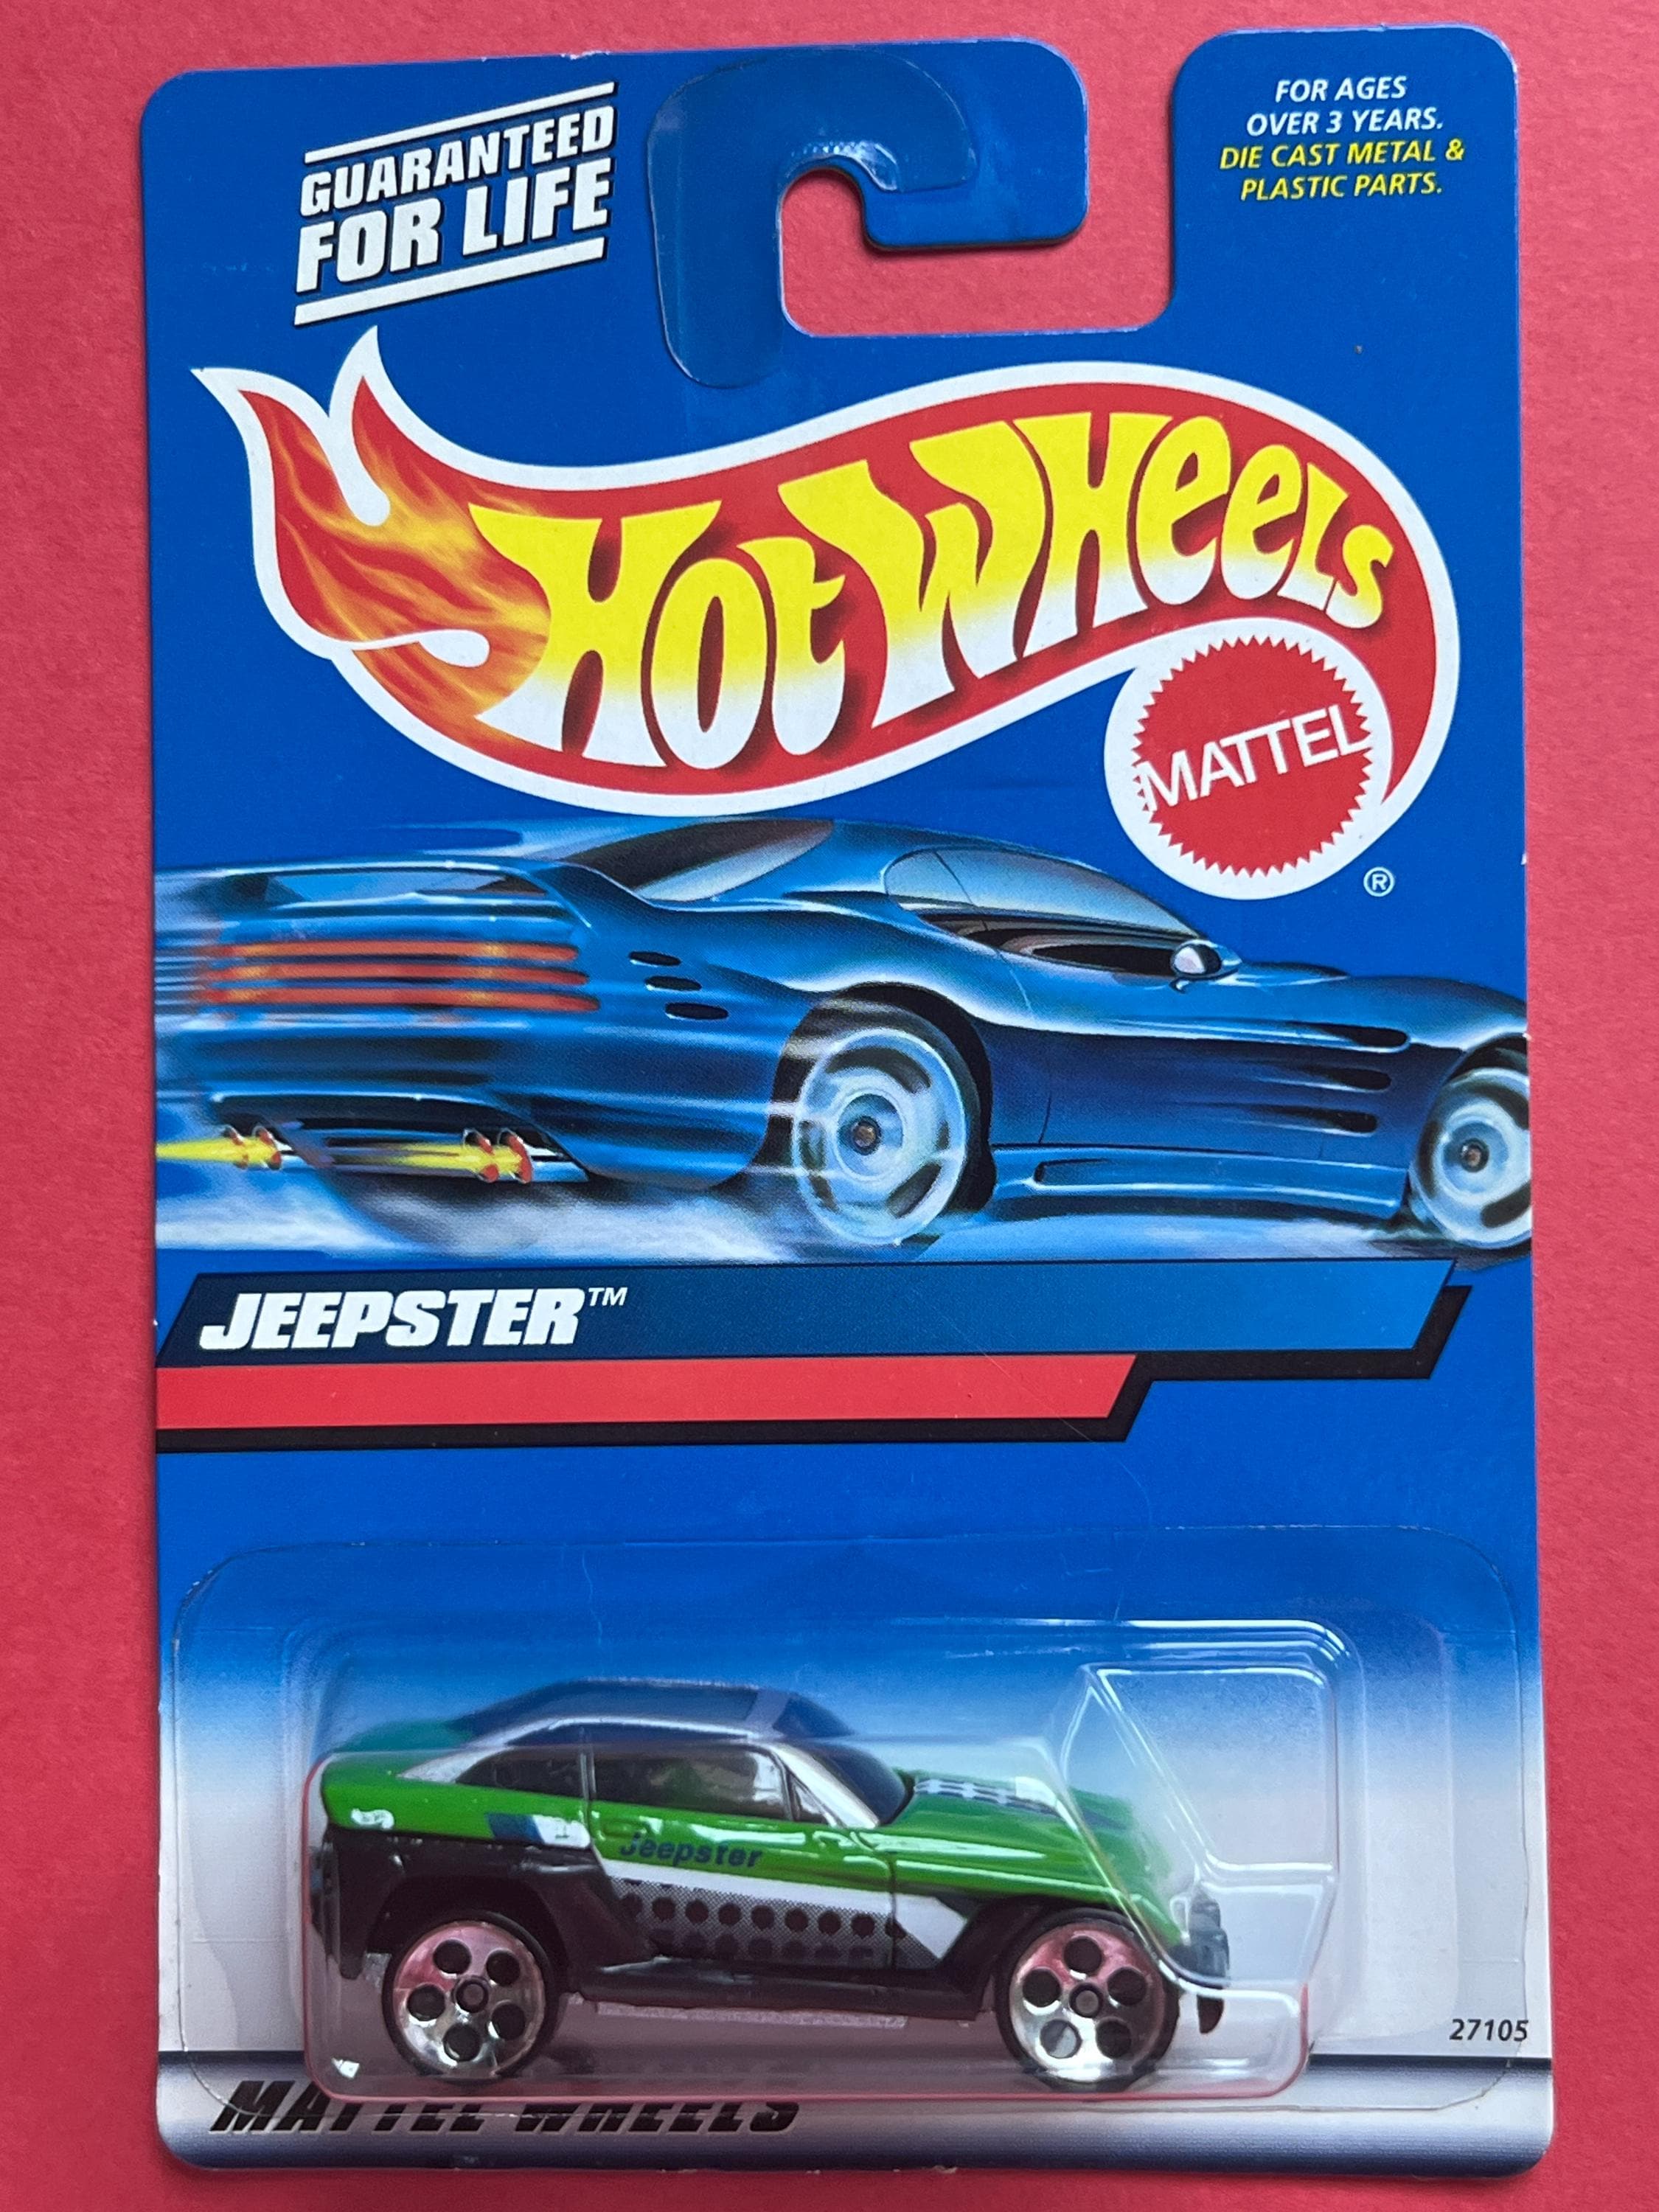 GUARANTEED
FOR LIFE
FOR AGES
OVER 3 YEARS.
DIE CAST METAL &
PLASTIC PARTS.
HOT WHEELS
MATTEL
®
JEEPSTER™
Jeepster
27105
MATTEL WHEELS